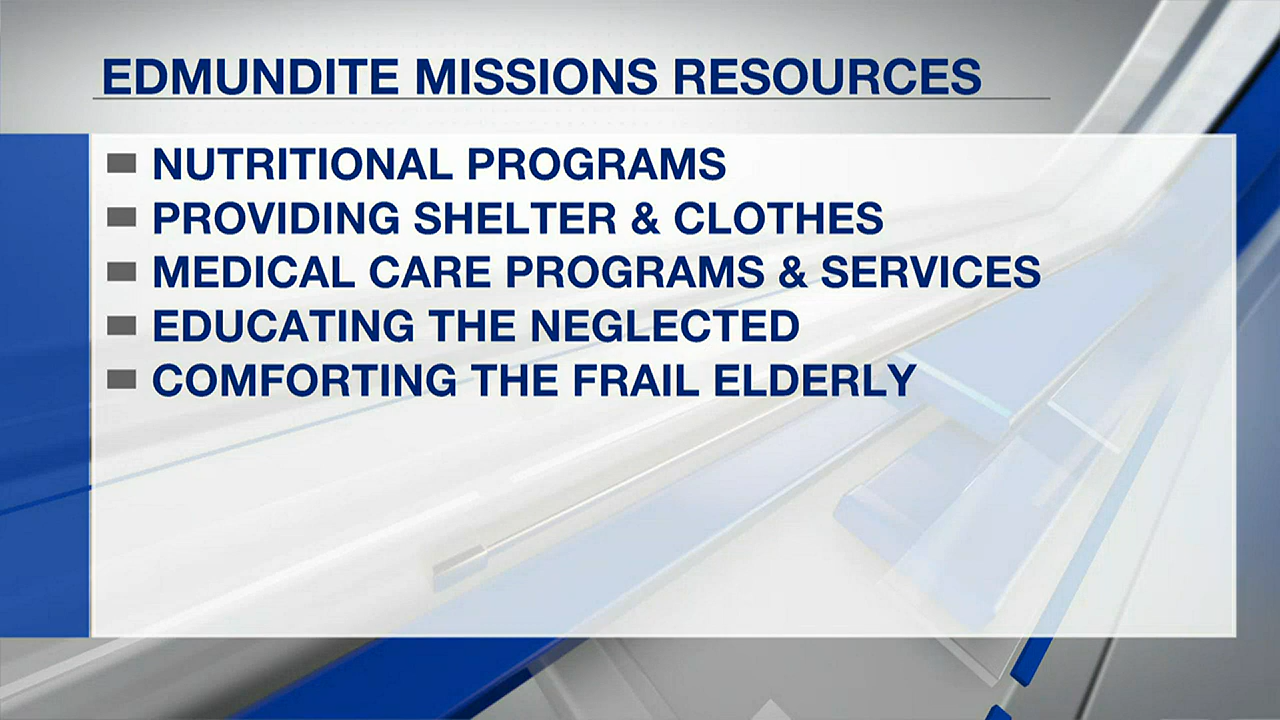 EDMUNDITE MISSIONS RESOURCES
NUTRITIONAL PROGRAMS
PROVIDING SHELTER & CLOTHES
MEDICAL CARE PROGRAMS & SERVICES
EDUCATING THE NEGLECTED
COMFORTING THE FRAIL ELDERLY